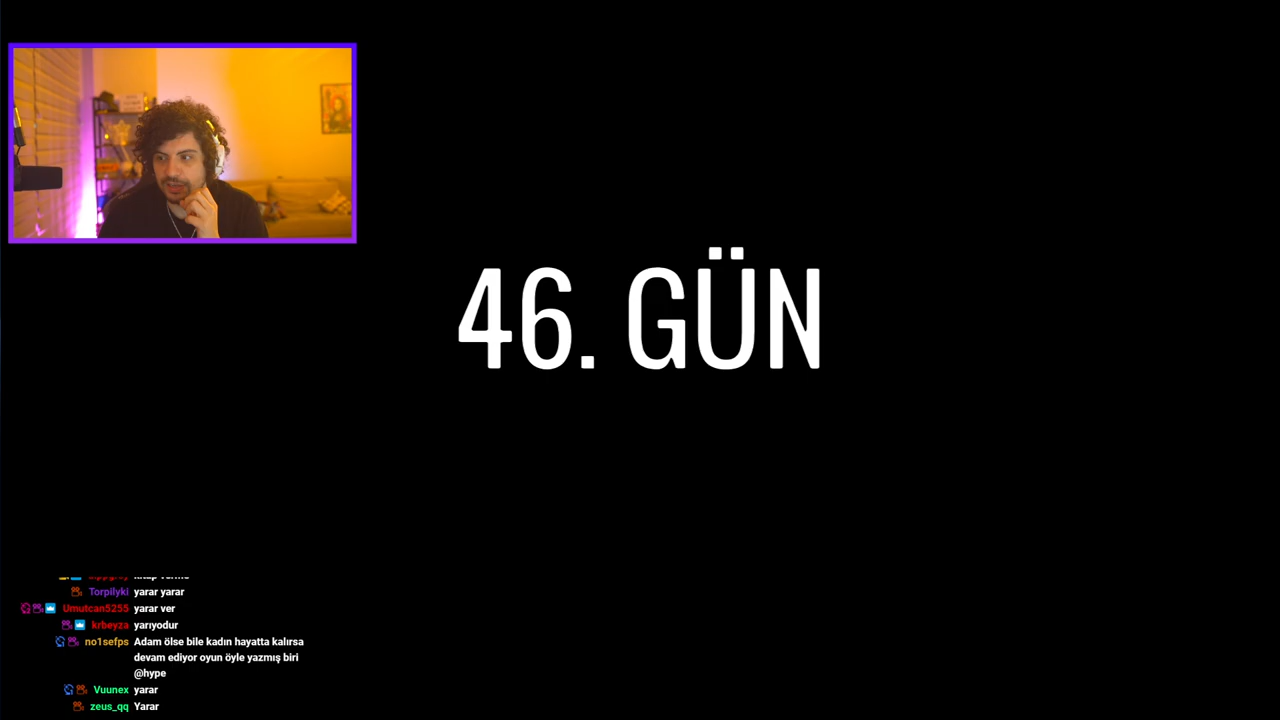 46. GÜN
Torpilyki yarar yarar
Umutcan5255 yarar ver
krbeyza yarıyodur
no1sefps Adam ölse bile kadın hayatta kalırsa
devam ediyor oyun öyle yazmış biri
@hype
Vuunex yarar
zeus_qq Yarar